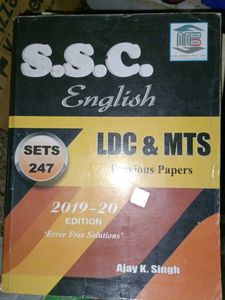 S.S.C.
English
SETS
247
LDC & MTS
Previous Papers
2019-20
EDITION
'Error Free Solutions'
Ajay K. Singh